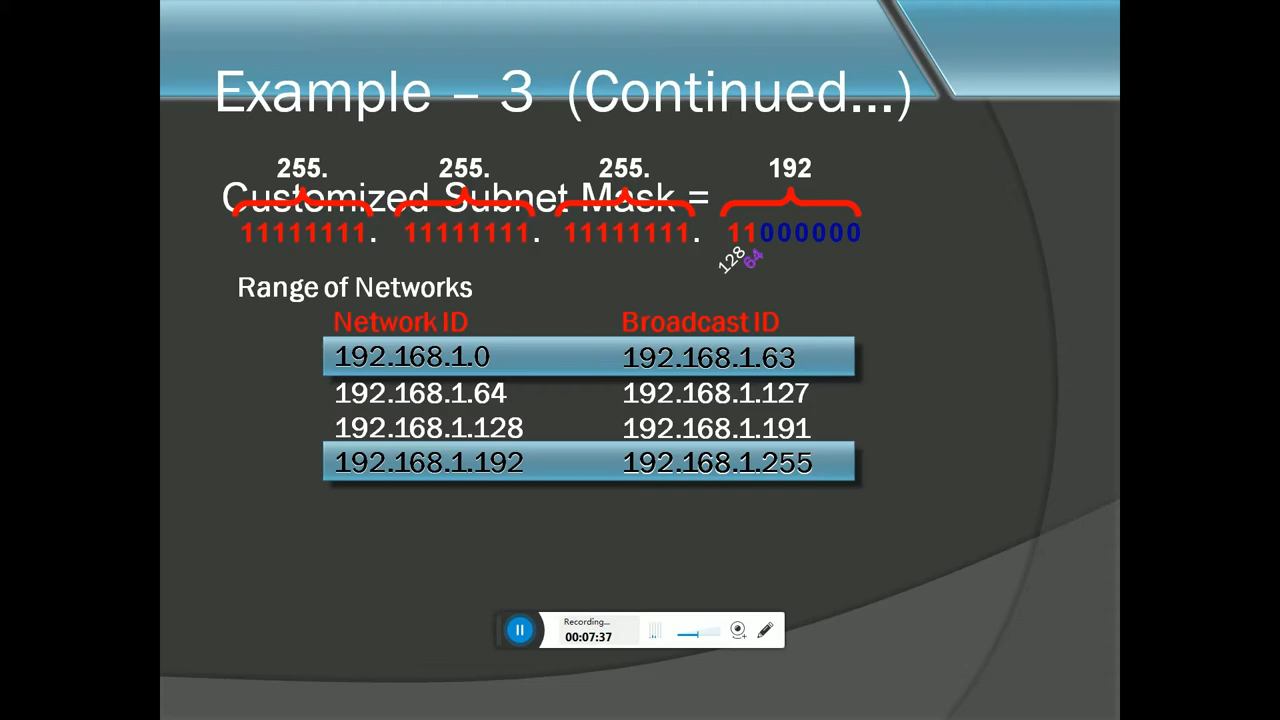 Example – 3 (Continued...)
255. 255. 255. 192
Customized Subnet Mask =
11111111. 11111111. 11111111. 11000000
128 64
Range of Networks
Network ID Broadcast ID
192.168.1.0 192.168.1.63
192.168.1.64 192.168.1.127
192.168.1.128 192.168.1.191
192.168.1.192 192.168.1.255
Recording...
00:07:37